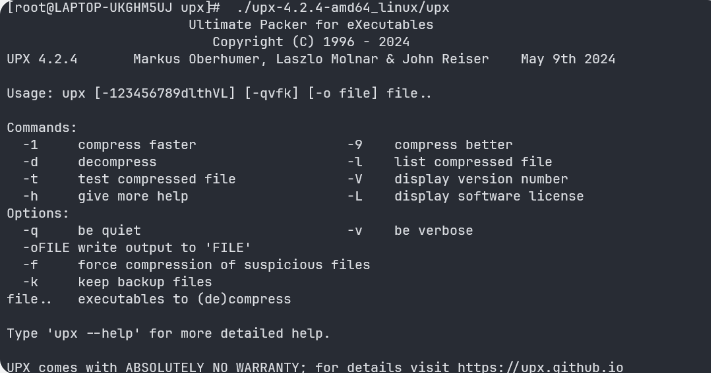 [root@LAPTOP-UKGHM5UJ upx]# ./upx-4.2.4-amd64_linux/upx
Ultimate Packer for eXecutables
Copyright (C) 1996 - 2024
UPX 4.2.4 Markus Oberhumer, Laszlo Molnar & John Reiser May 9th 2024
Usage: upx [-123456789dlthVL] [-qvfk] [-o file] file..
Commands:
-1 compress faster -9 compress better
-d decompress -l list compressed file
-t test compressed file -V display version number
-h give more help -L display software license
Options:
-q be quiet -v be verbose
-oFILE write output to 'FILE'
-f force compression of suspicious files
-k keep backup files
file.. executables to (de)compress
Type 'upx --help' for more detailed help.
UPX comes with ABSOLUTELY NO WARRANTY; for details visit https://upx.github.io